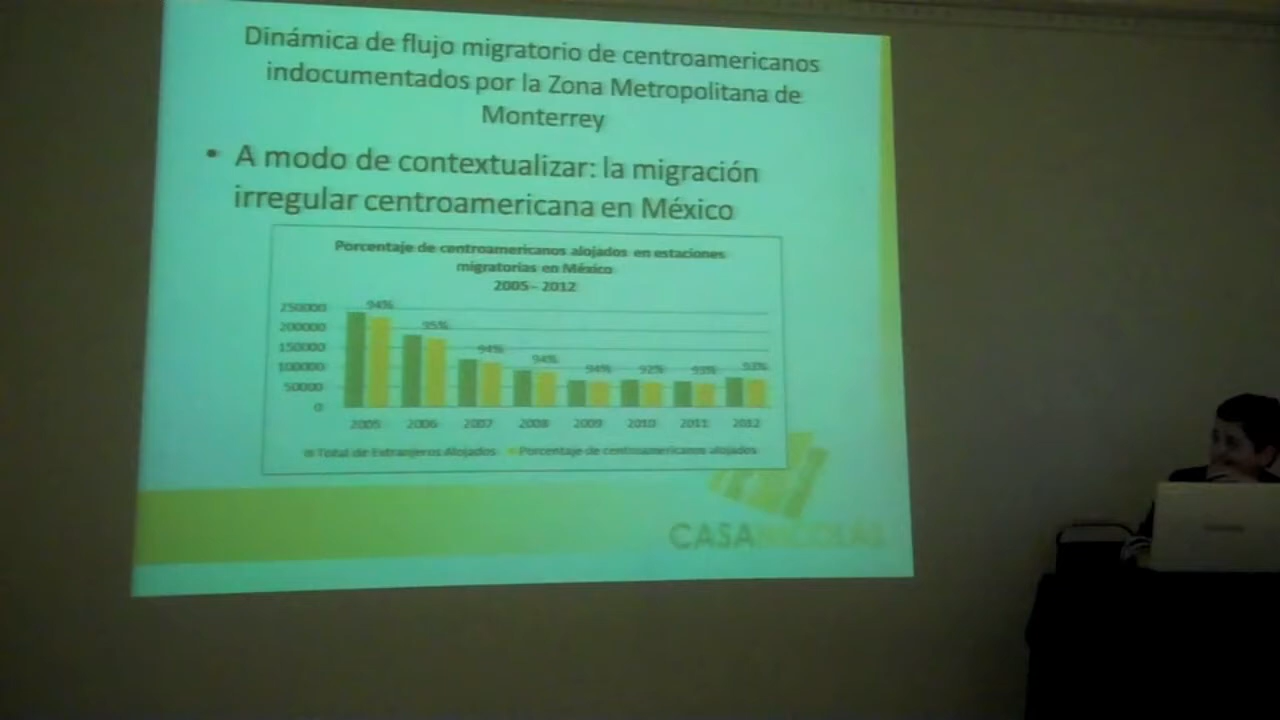 Dinámica de flujo migratorio de centroamericanos
indocumentados por la Zona Metropolitana de
Monterrey
• A modo de contextualizar: la migración
irregular centroamericana en México
Porcentaje de centroamericanos alojados en estaciones
migratorias en México
2005 - 2012
250000
200000
150000
100000
50000
0
94%
95%
94%
94%
94%
92%
93%
2005 2006 2007 2008 2009 2010 2011 2012
Total de Extranjeros Alojados Porcentaje de centroamericanos alojados
CASANICOLÁS